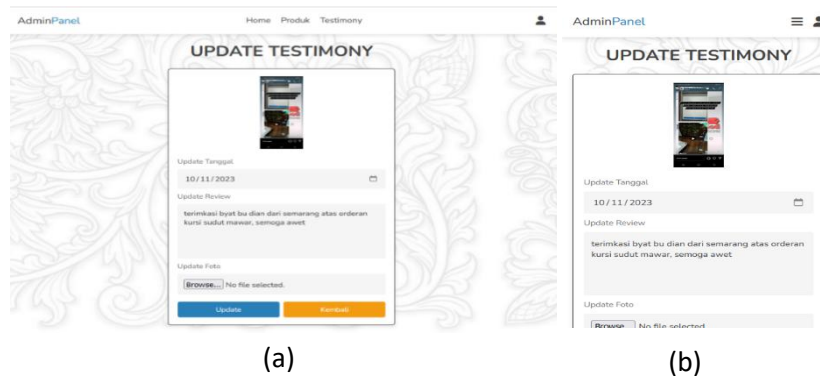 AdminPanel Home Produk Testimony
UPDATE TESTIMONY
Update Tanggal
10/11/2023
Update Review
terimkasi byat bu dian dari semarang atas orderan
kursi sudut mawar, semoga awet
Update Foto
Browse... No file selected.
Update Kembali
(a)
AdminPanel
UPDATE TESTIMONY
Update Tanggal
10/11/2023
Update Review
terimkasi byat bu dian dari semarang atas orderan
kursi sudut mawar, semoga awet
Update Foto
Browse... No file selected.
(b)